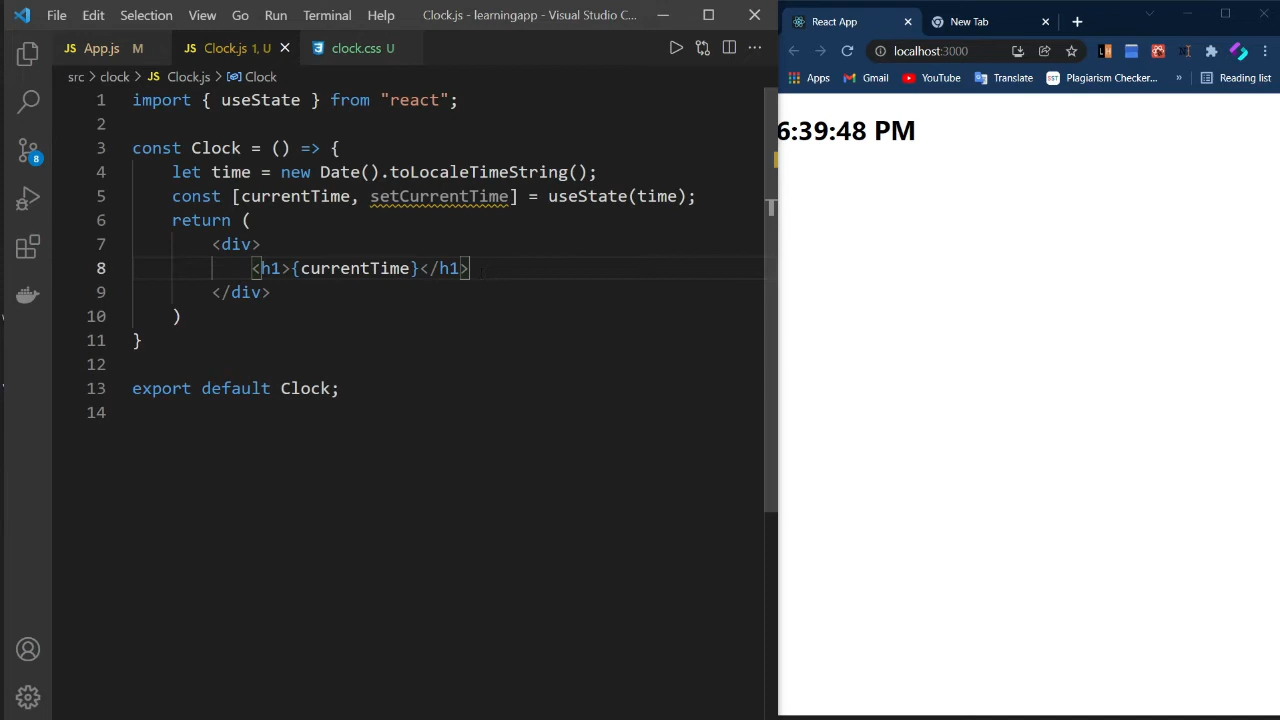 File Edit Selection View Go Run Terminal Help Clock.js - learningapp - Visual Studio C...
App.js M Clock.js 1, U clock.css U
src > clock > JS Clock.js > Clock
1 import { useState } from "react";
2
3 const Clock = () => {
4 let time = new Date().toLocaleTimeString();
5 const [currentTime, setCurrentTime] = useState(time);
6 return (
7 <div>
8 <h1>{currentTime}</h1>
9 </div>
10 )
11 }
12
13 export default Clock;
14
8
React App New Tab
localhost:3000
Apps Gmail YouTube Translate SST Plagiarism Checker... » Reading list
6:39:48 PM